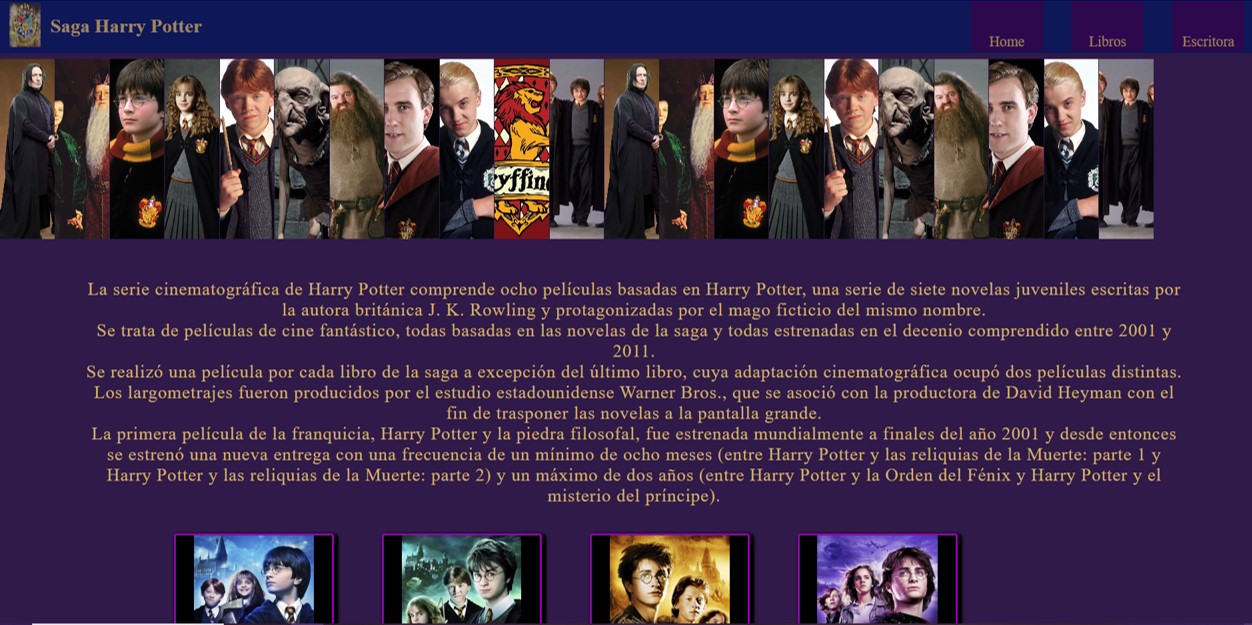 Saga Harry Potter
Home
Libros
Escritora
La serie cinematográfica de Harry Potter comprende ocho películas basadas en Harry Potter, una serie de siete novelas juveniles escritas por
la autora británica J. K. Rowling y protagonizadas por el mago ficticio del mismo nombre.
Se trata de películas de cine fantástico, todas basadas en las novelas de la saga y todas estrenadas en el decenio comprendido entre 2001 y
2011.
Se realizó una película por cada libro de la saga a excepción del último libro, cuya adaptación cinematográfica ocupó dos películas distintas.
Los largometrajes fueron producidos por el estudio estadounidense Warner Bros., que se asoció con la productora de David Heyman con el
fin de trasponer las novelas a la pantalla grande.
La primera película de la franquicia, Harry Potter y la piedra filosofal, fue estrenada mundialmente a finales del año 2001 y desde entonces
se estrenó una nueva entrega con una frecuencia de un mínimo de ocho meses (entre Harry Potter y las reliquias de la Muerte: parte 1 y
Harry Potter y las reliquias de la Muerte: parte 2) y un máximo de dos años (entre Harry Potter y la Orden del Fénix y Harry Potter y el
misterio del príncipe).